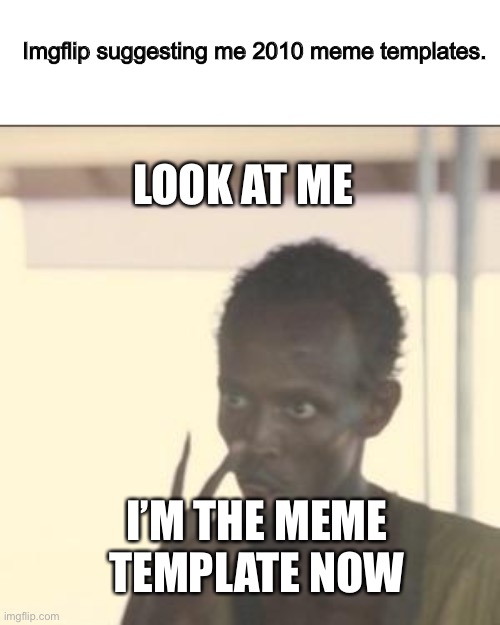 Imgflip suggesting me 2010 meme templates.
LOOK AT ME
I’M THE MEME
TEMPLATE NOW
imgflip.com